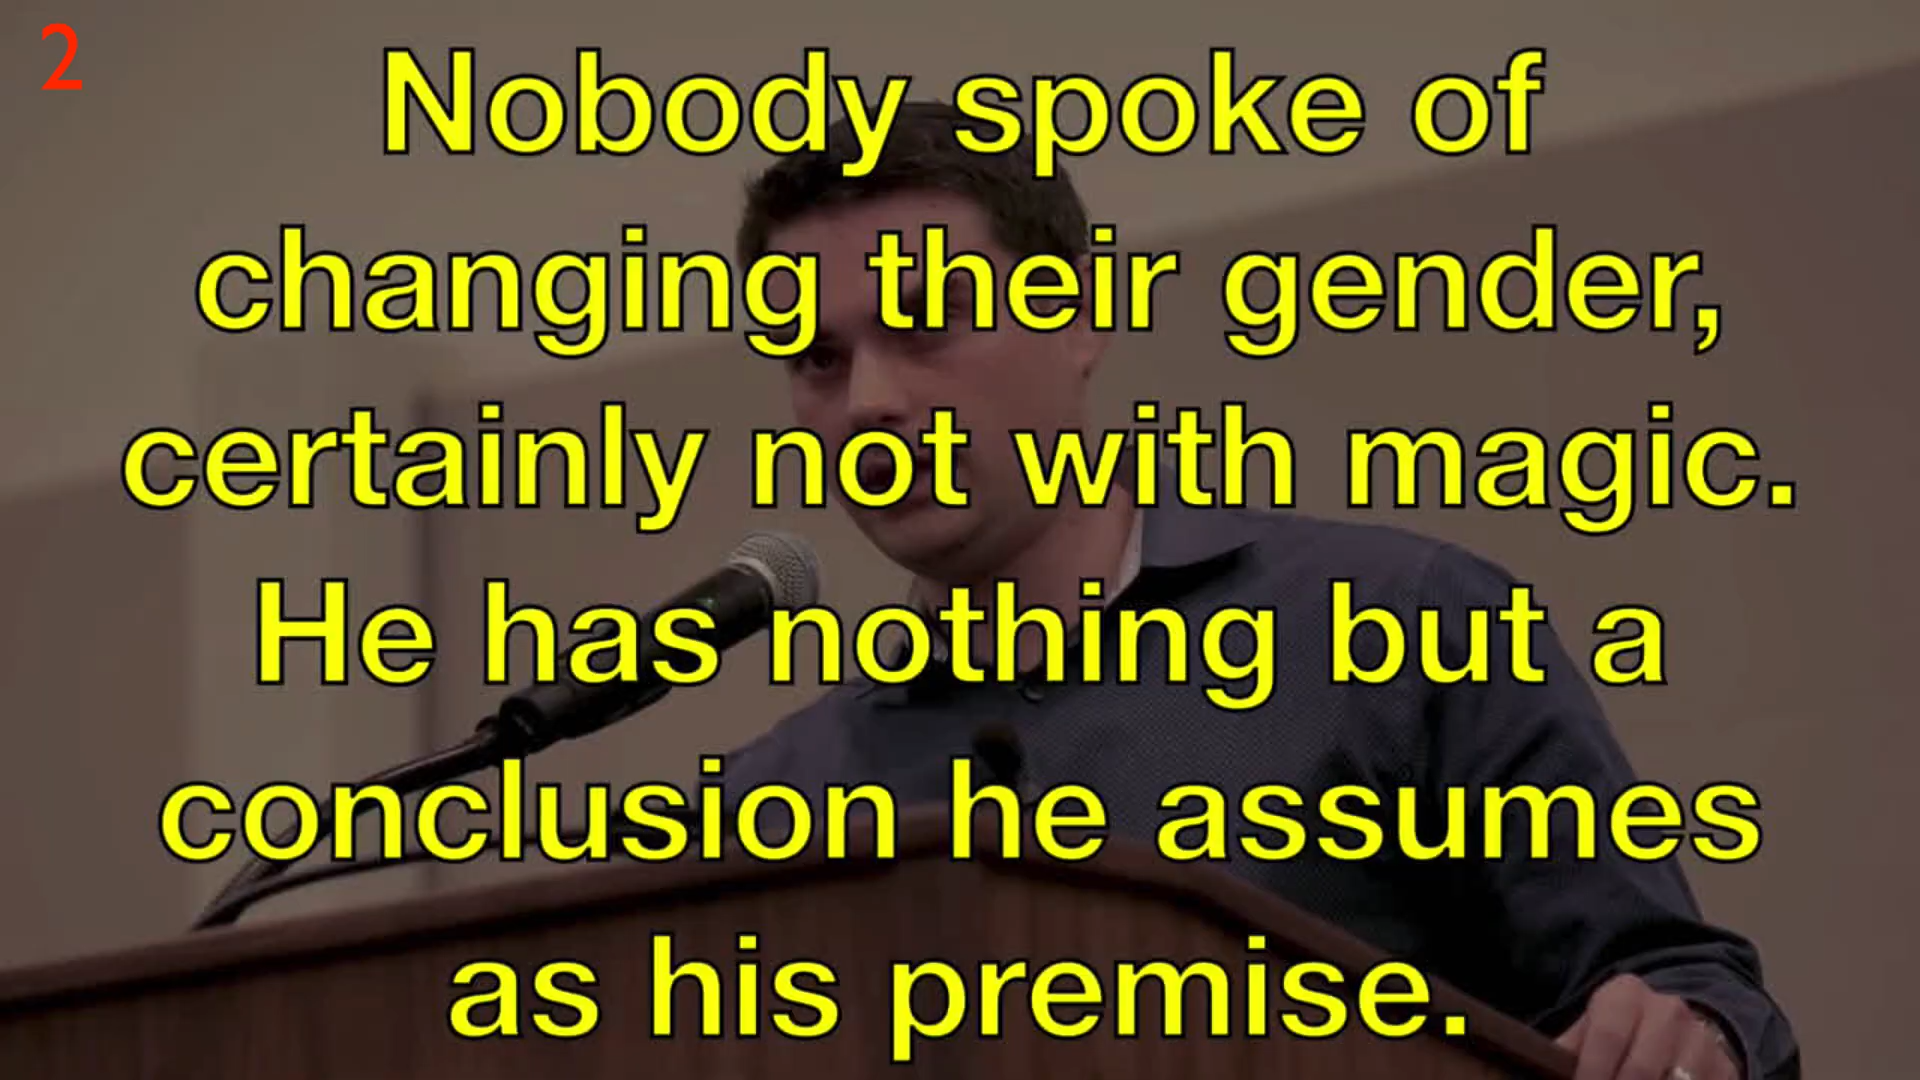 2
Nobody spoke of
changing their gender,
certainly not with magic.
He has nothing but a
conclusion he assumes
as his premise.